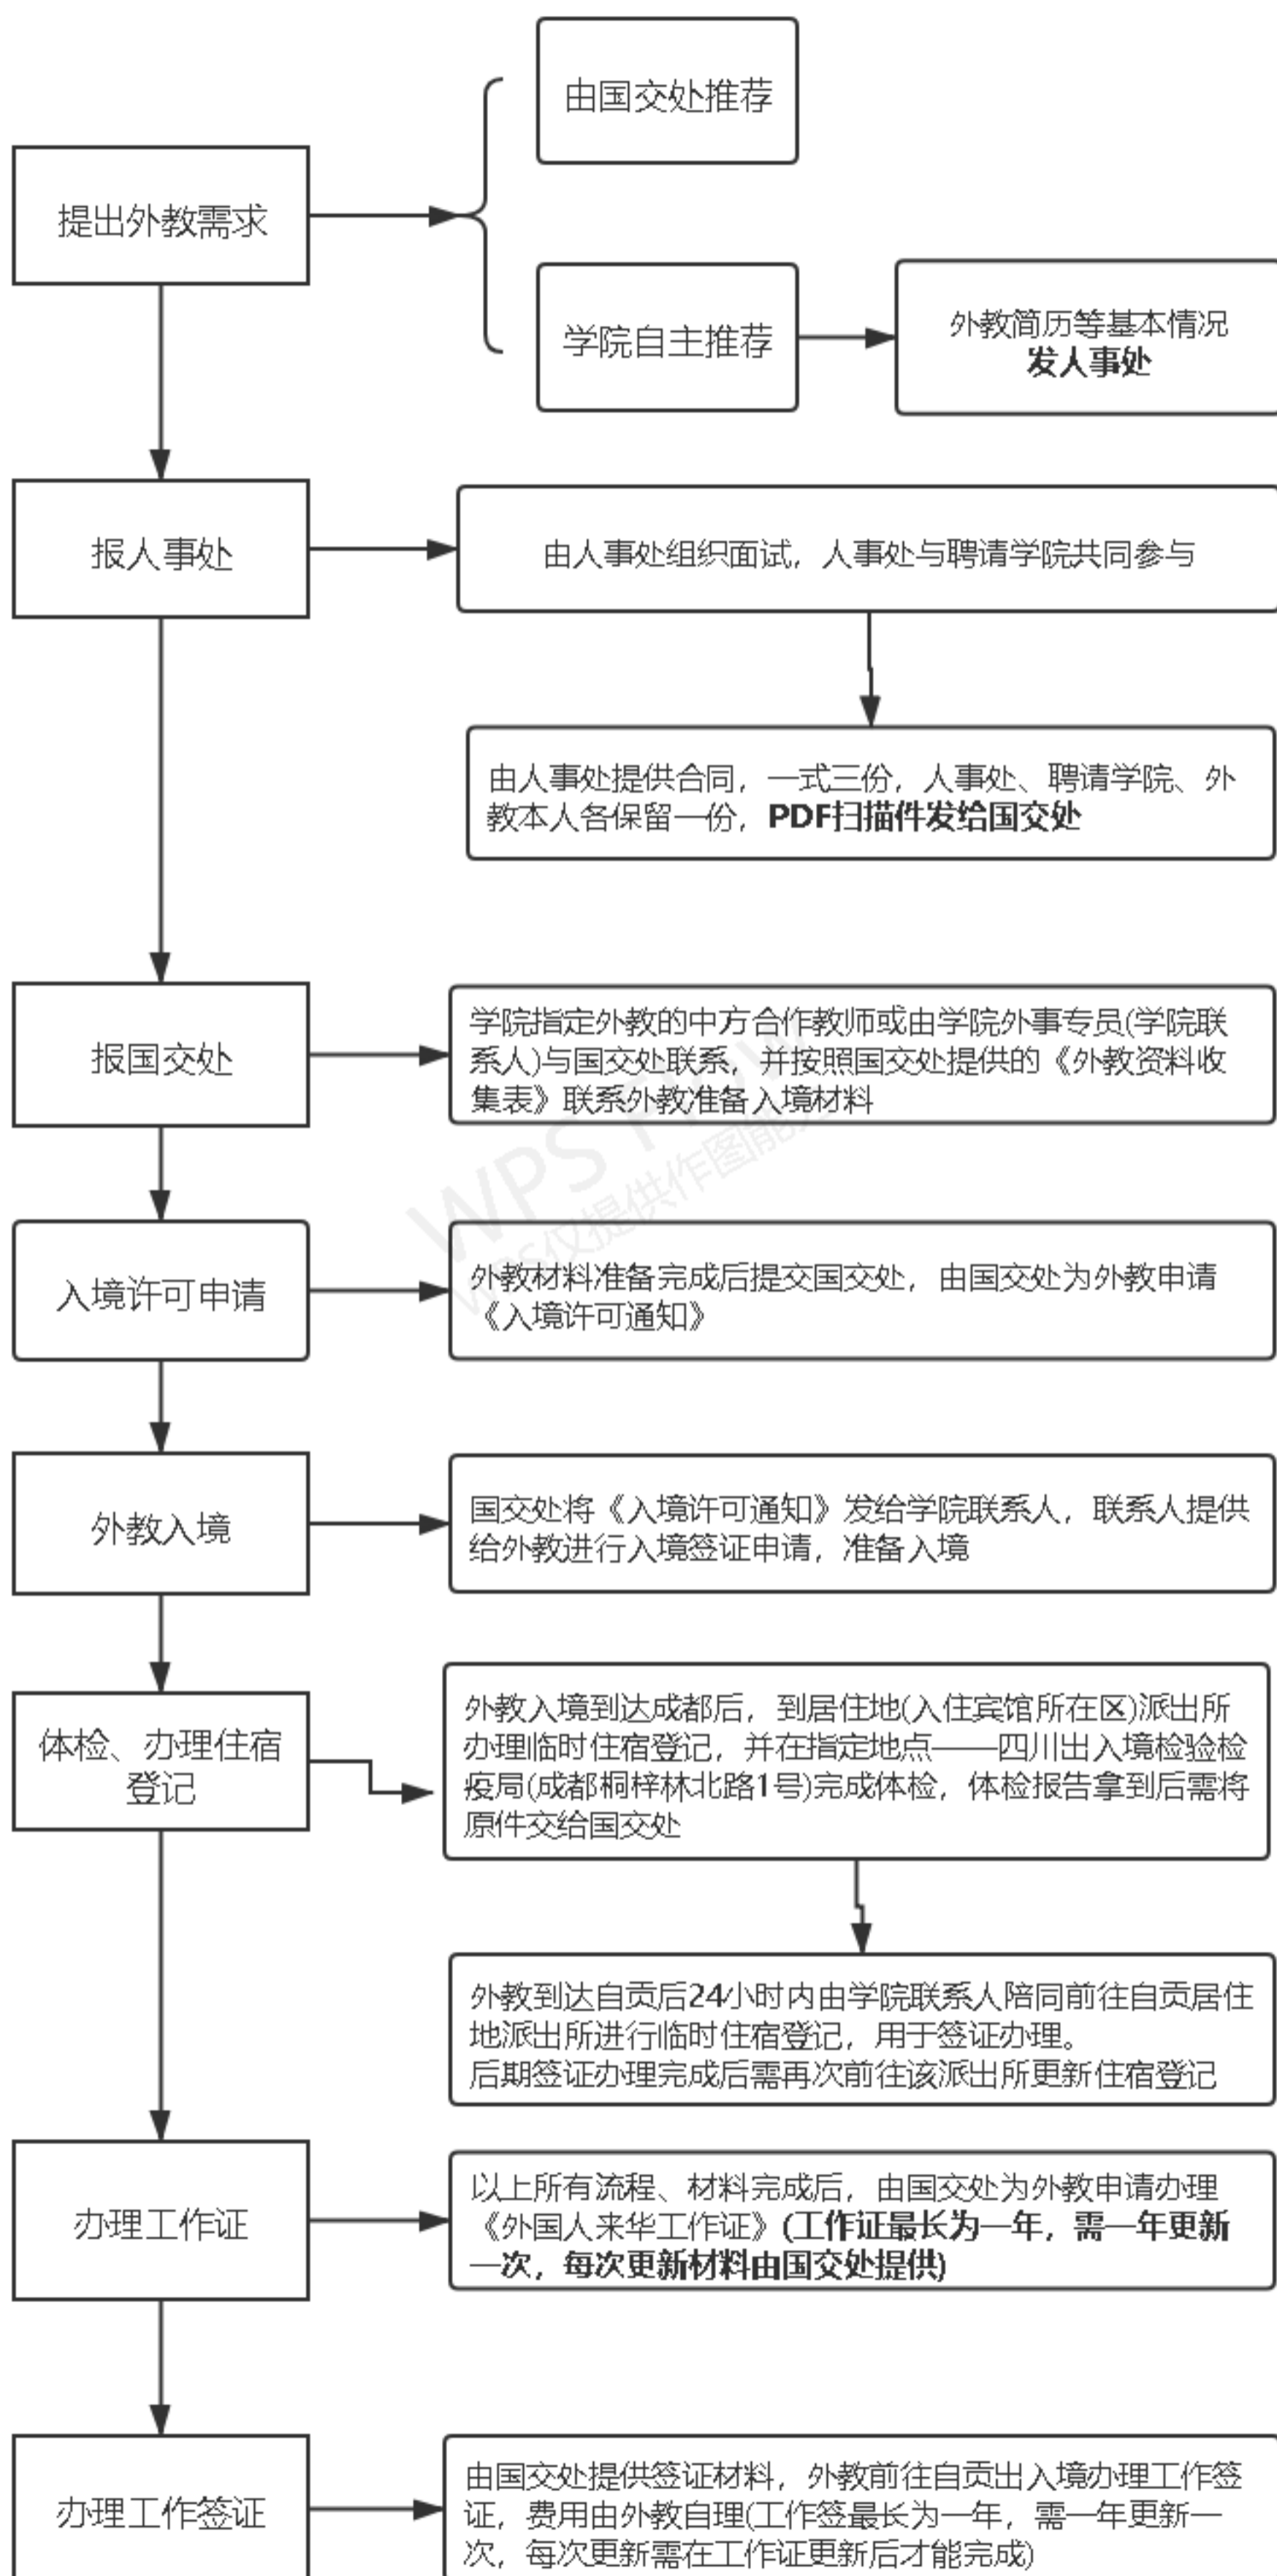 由国交处推荐
提出外教需求
学院自主推荐
外教简历等基本情况
发人事处
报人事处
由人事处组织面试，人事处与聘请学院共同参与
由人事处提供合同，一式三份，人事处、聘请学院、外
教本人各保留一份，PDF扫描件发给国交处
报国交处
学院指定外教的中方合作教师或由学院外事专员(学院联
系人)与国交处联系，并按照国交处提供的《外教资料收
集表》联系外教准备入境材料
WPS Flow
WPS仅提供作图能力
入境许可申请
外教材料准备完成后提交国交处，由国交处为外教申请
《入境许可通知》
外教入境
国交处将《入境许可通知》发给学院联系人，联系人提供
给外教进行入境签证申请，准备入境
体检、办理住宿
登记
外教入境到达成都后，到居住地(入住宾馆所在区)派出所
办理临时住宿登记，并在指定地点——四川出入境检验检
疫局(成都桐梓林北路1号)完成体检，体检报告拿到后需将
原件交给国交处
外教到达自贡后24小时内由学院联系人陪同前往自贡居住
地派出所进行临时住宿登记，用于签证办理。
后期签证办理完成后需再次前往该派出所更新住宿登记
办理工作证
以上所有流程、材料完成后，由国交处为外教申请办理
《外国人来华工作证》(工作证最长为一年，需一年更新
一次，每次更新材料由国交处提供)
办理工作签证
由国交处提供签证材料，外教前往自贡出入境办理工作签
证，费用由外教自理(工作签最长为一年，需一年更新一
次，每次更新需在工作证更新后才能完成)